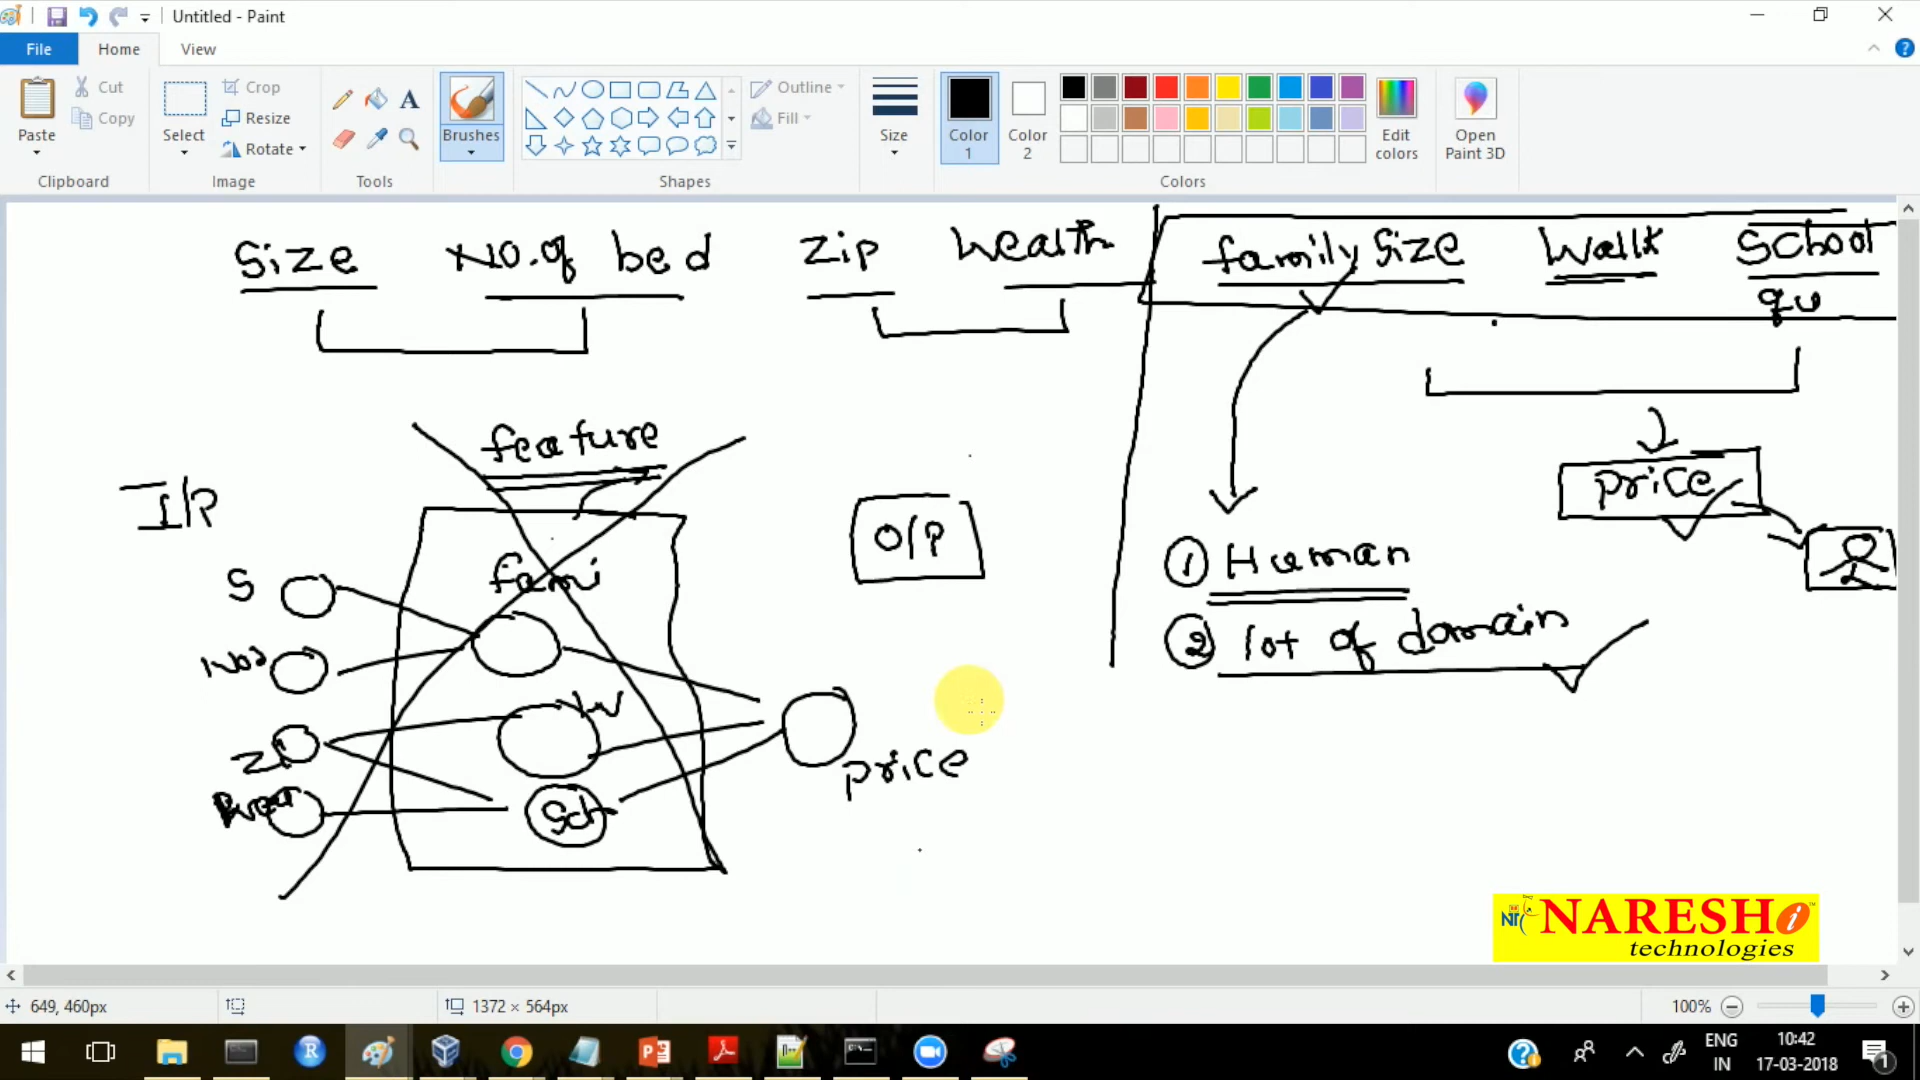 Untitled - Paint
File Home View
Paste
Cut
Copy
Clipboard
Select
Crop
Resize
Rotate
Image
Tools
Brushes
Outline
Fill
Shapes
Size
Color 1
Color 2
Edit colors
Open Paint 3D
Colors
Size No. of bed Zip Wealth family Size Walk School
qu
feature
I/P
O/P
price
fami
S
① Human
② lot of domain
W
price
Sch
NARESH i
technologies
649, 460px
1372 × 564px
100%
ENG
IN
10:42
17-03-2018
1